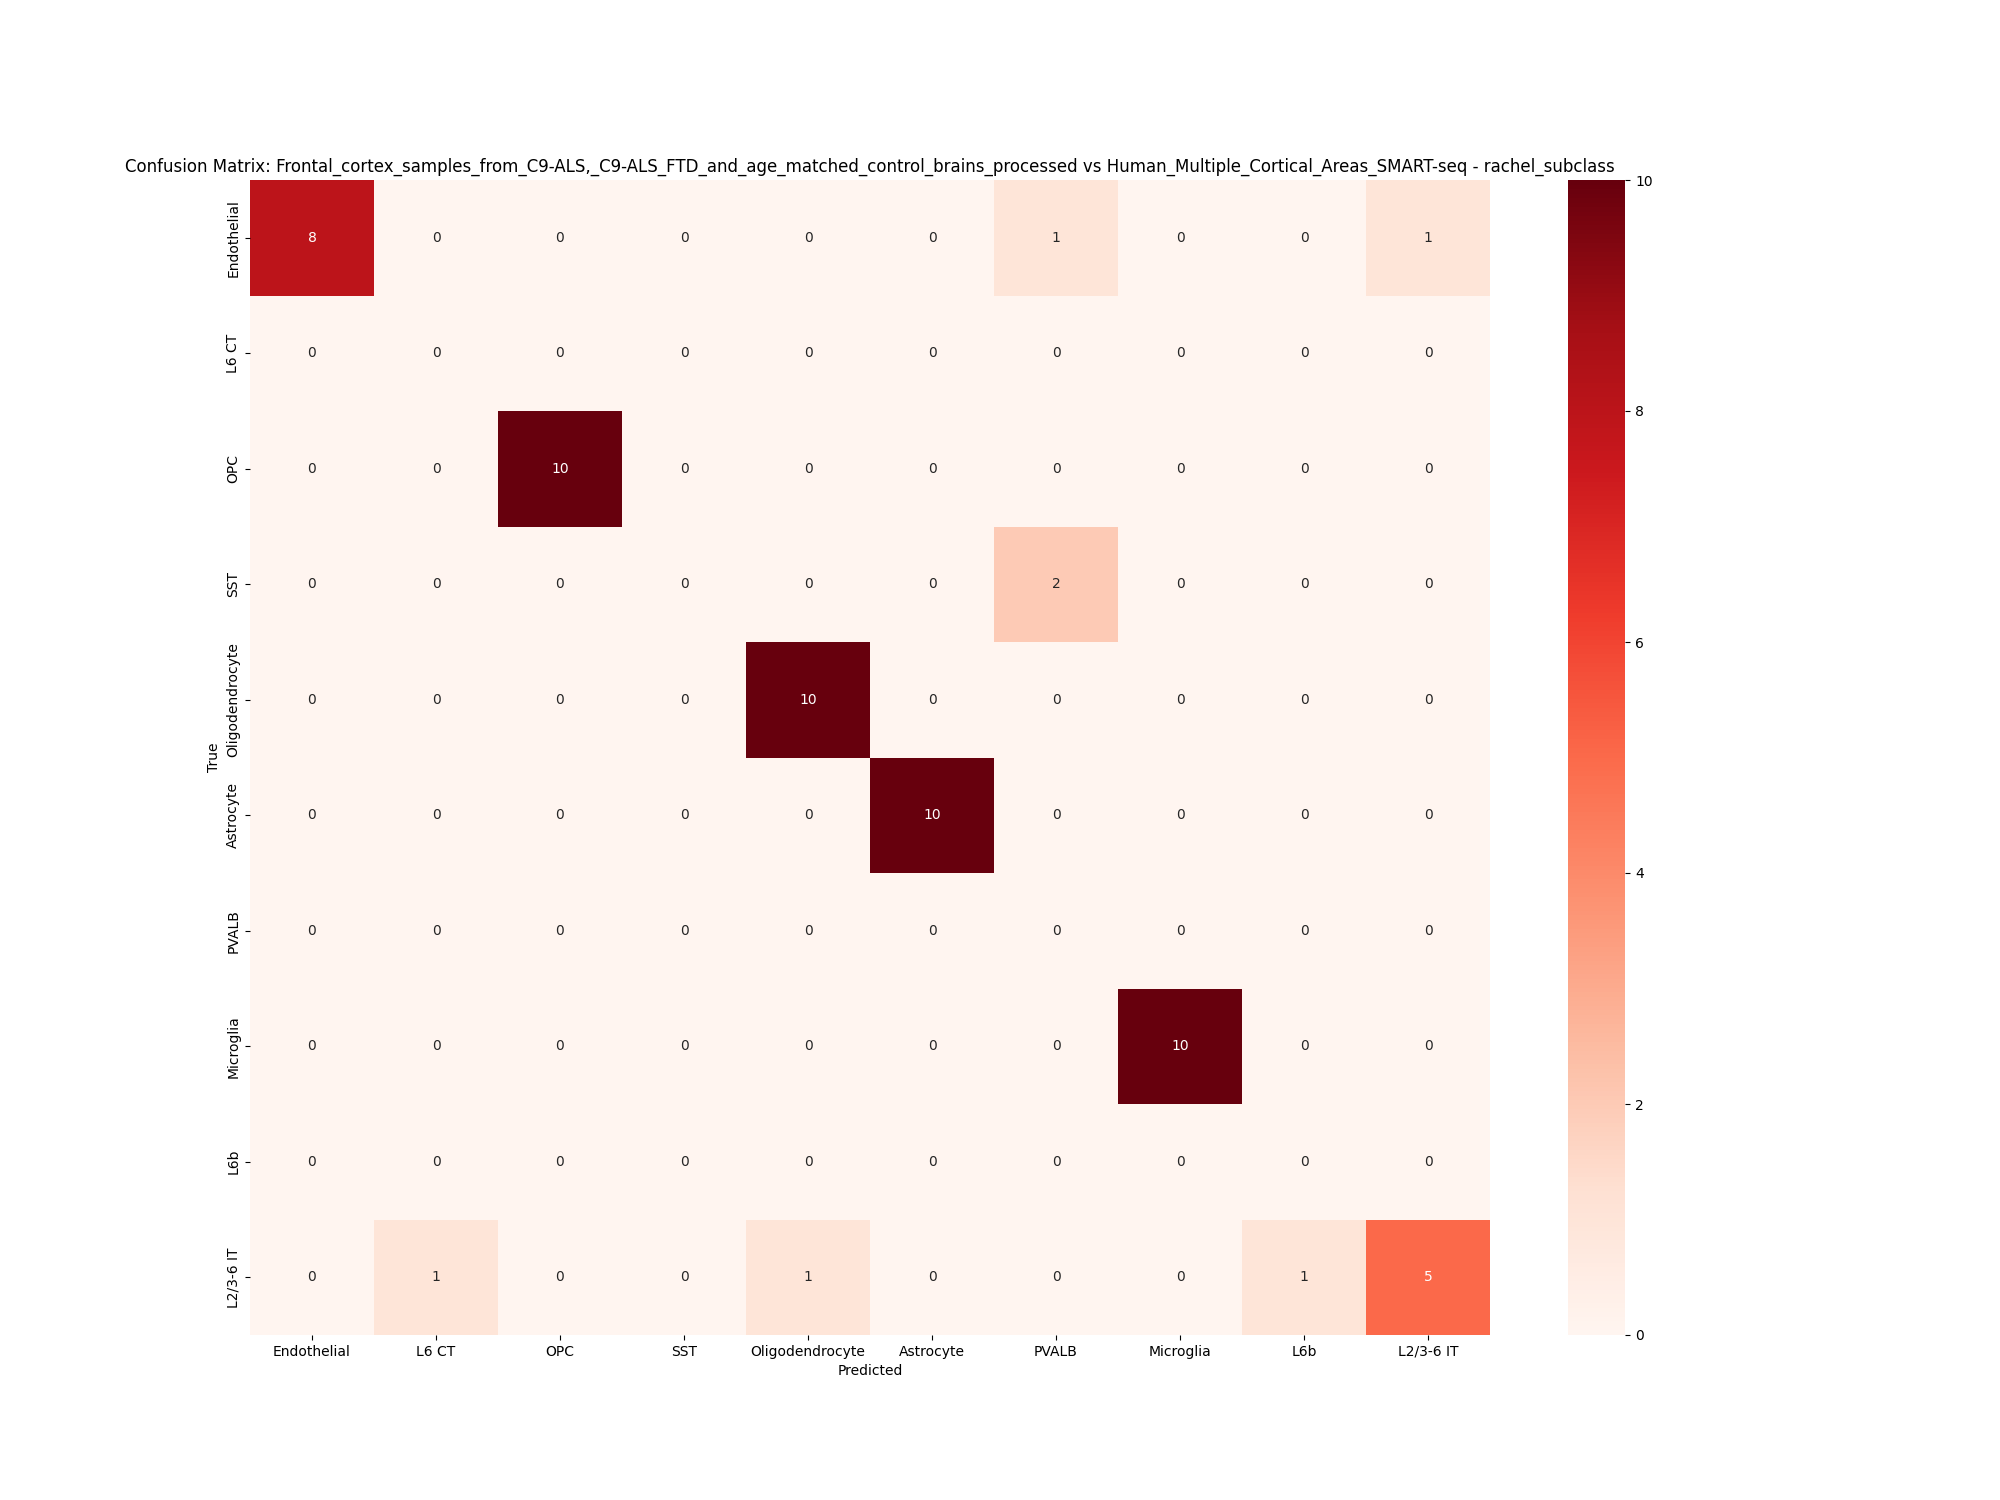 Confusion Matrix: Frontal_cortex_samples_from_C9-ALS,_C9-ALS_FTD_and_age_matched_control_brains_processed vs Human_Multiple_Cortical_Areas_SMART-seq - rachel_subclass
True
Endothelial 8 0 0 0 0 0 1 0 0 1
L6 CT 0 0 0 0 0 0 0 0 0 0
OPC 0 0 10 0 0 0 0 0 0 0
SST 0 0 0 0 0 0 2 0 0 0
Oligodendrocyte 0 0 0 0 10 0 0 0 0 0
Astrocyte 0 0 0 0 0 10 0 0 0 0
PVALB 0 0 0 0 0 0 0 0 0 0
Microglia 0 0 0 0 0 0 0 10 0 0
L6b 0 0 0 0 0 0 0 0 0 0
L2/3-6 IT 0 1 0 0 1 0 0 0 1 5
Endothelial L6 CT OPC SST Oligodendrocyte Astrocyte PVALB Microglia L6b L2/3-6 IT
Predicted
10
8
6
4
2
0